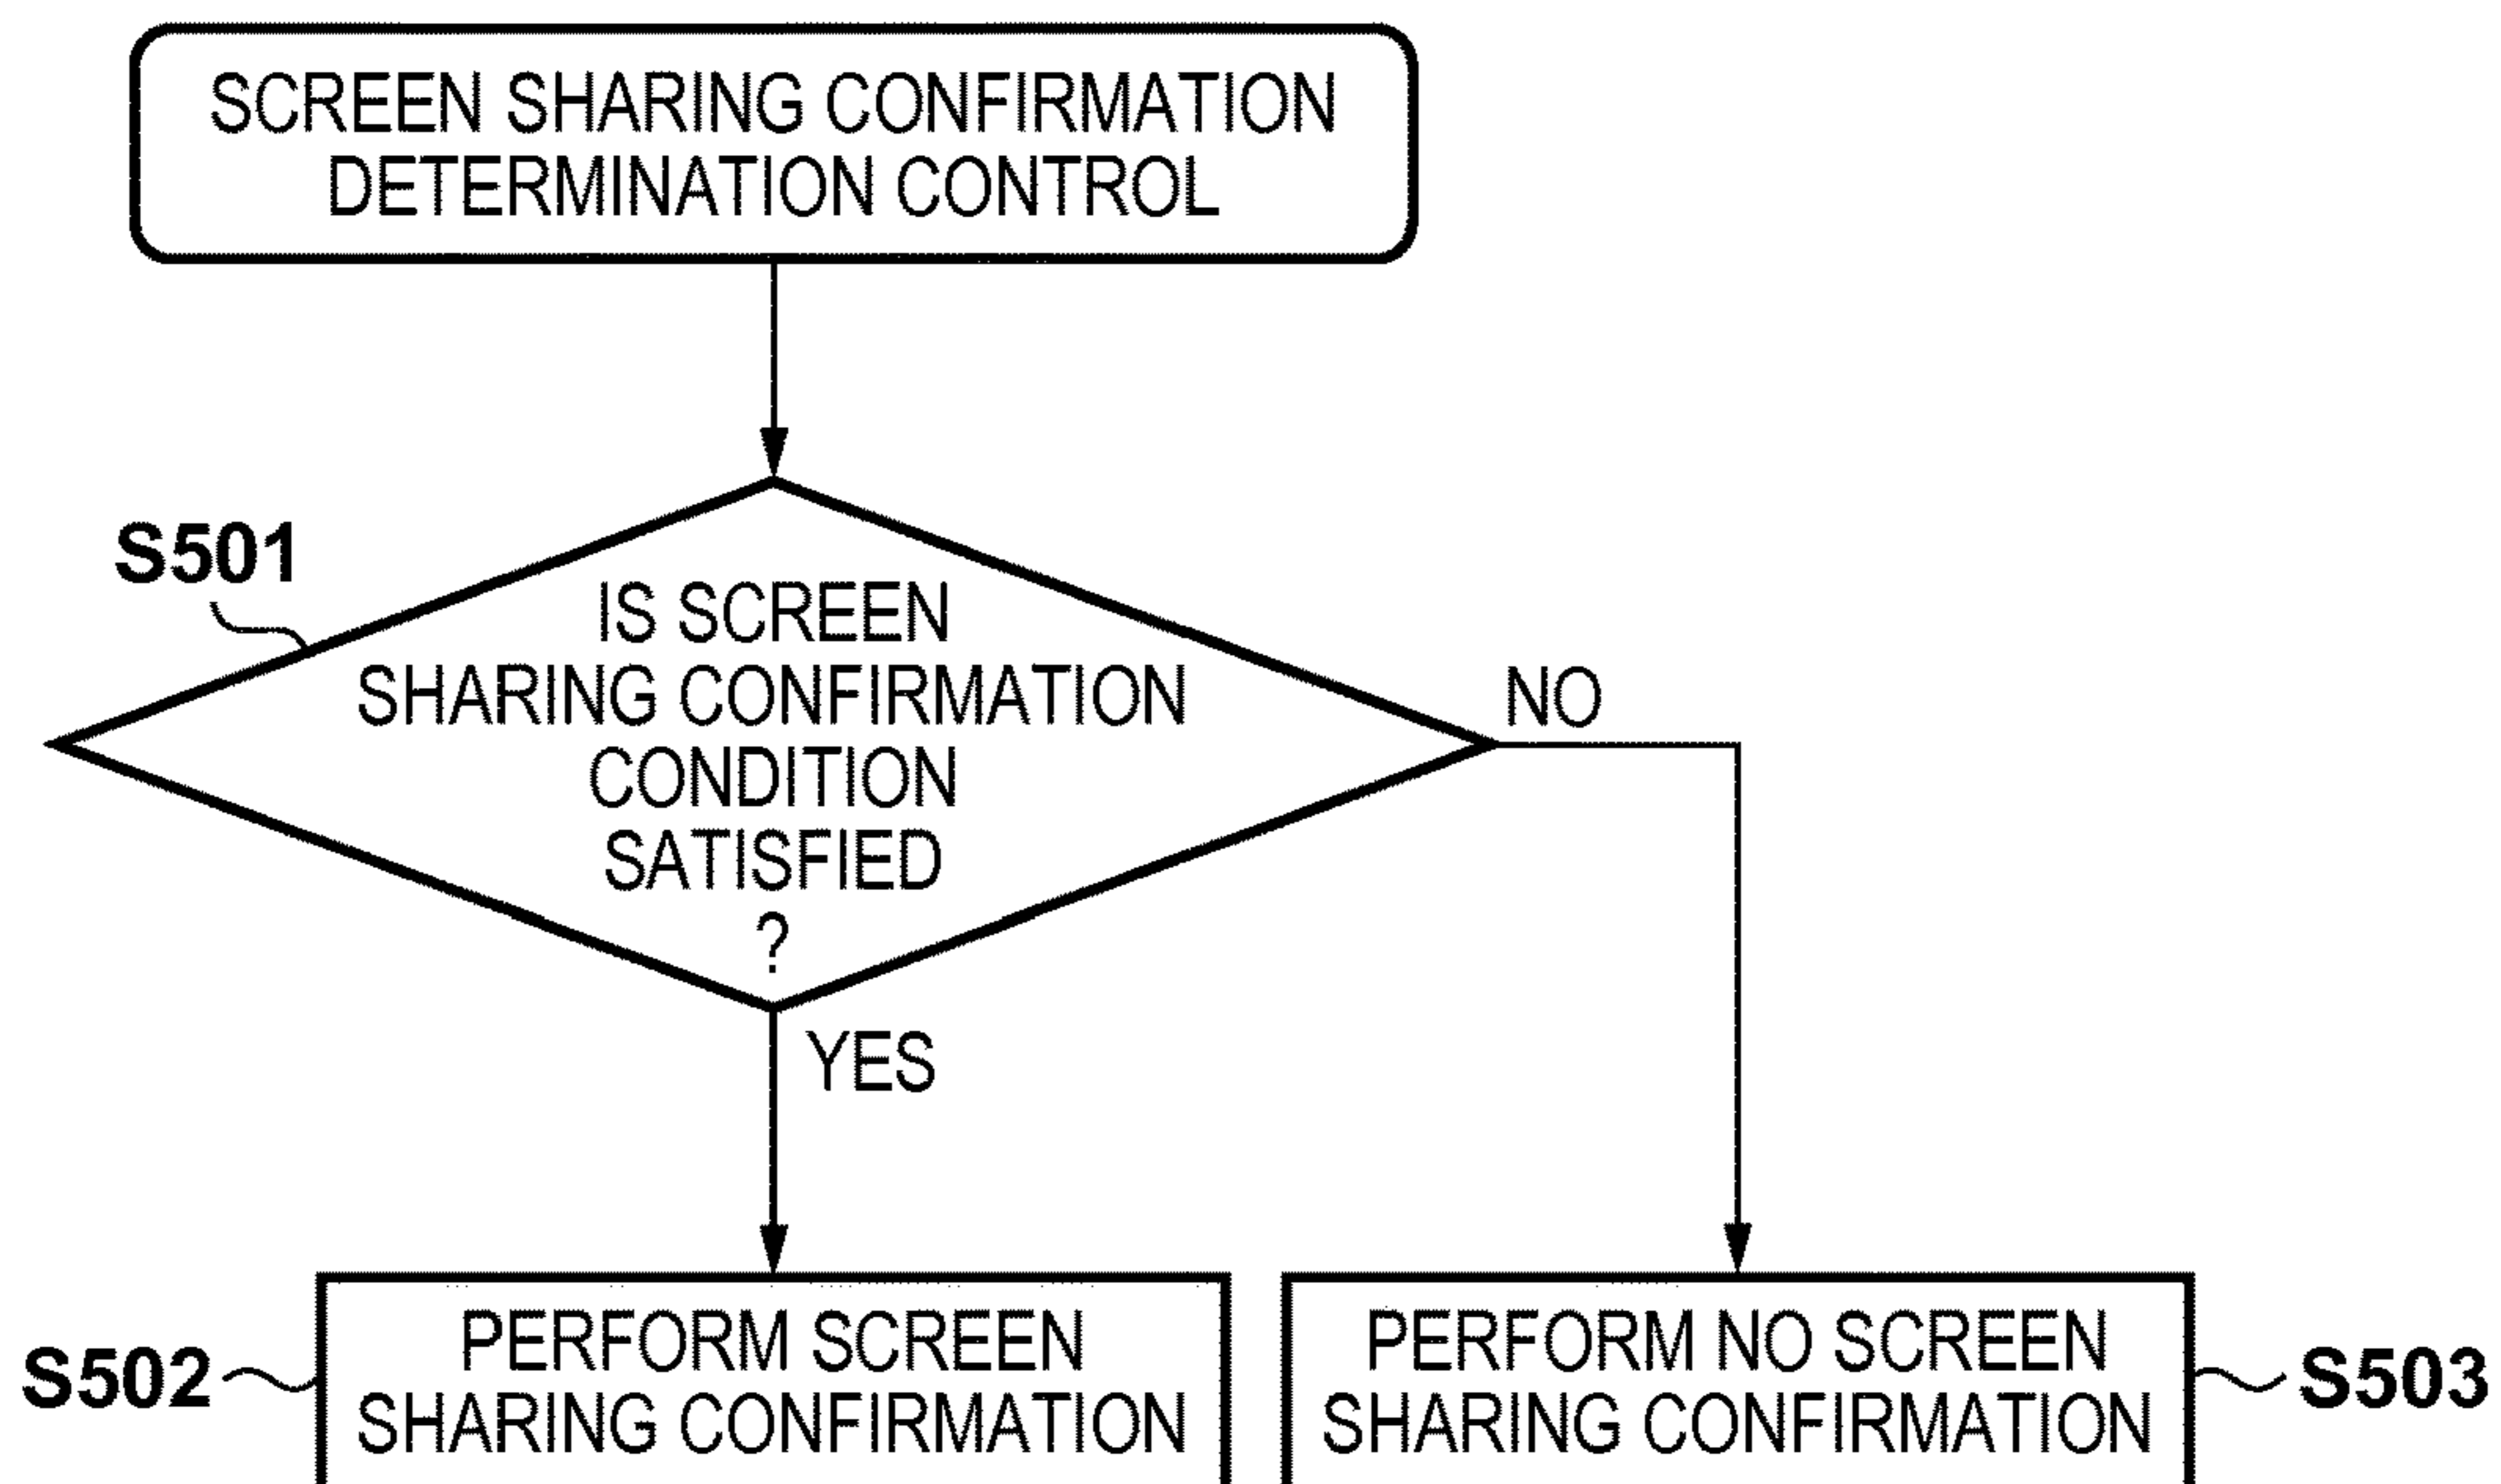 SCREEN SHARING CONFIRMATION
DETERMINATION CONTROL
S501
IS SCREEN
SHARING CONFIRMATION
CONDITION
SATISFIED
?
NO
YES
S502
PERFORM SCREEN
SHARING CONFIRMATION
PERFORM NO SCREEN
SHARING CONFIRMATION
S503